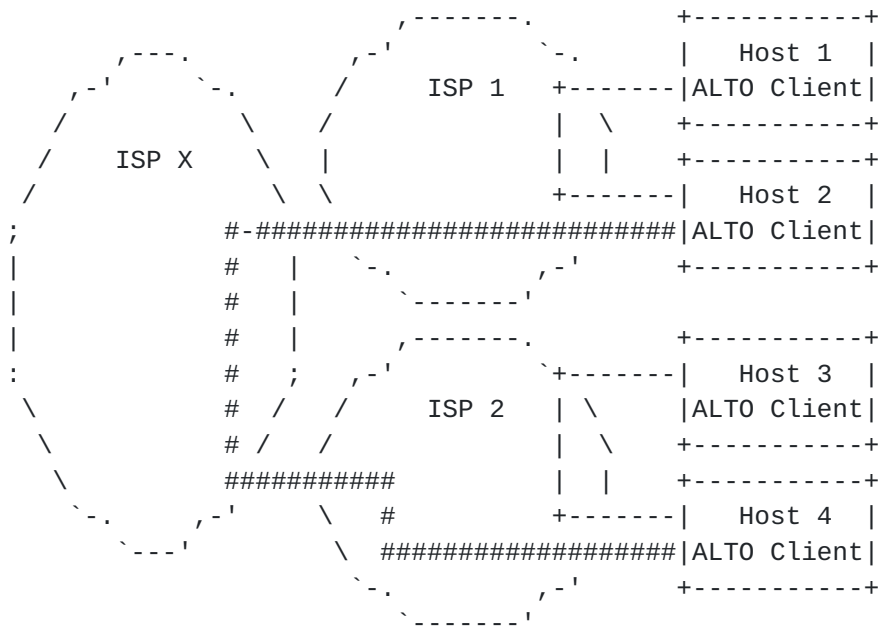 Host 1
ISP 1
ALTO Client
ISP X
Host 2
ALTO Client
Host 3
ISP 2
ALTO Client
Host 4
ALTO Client